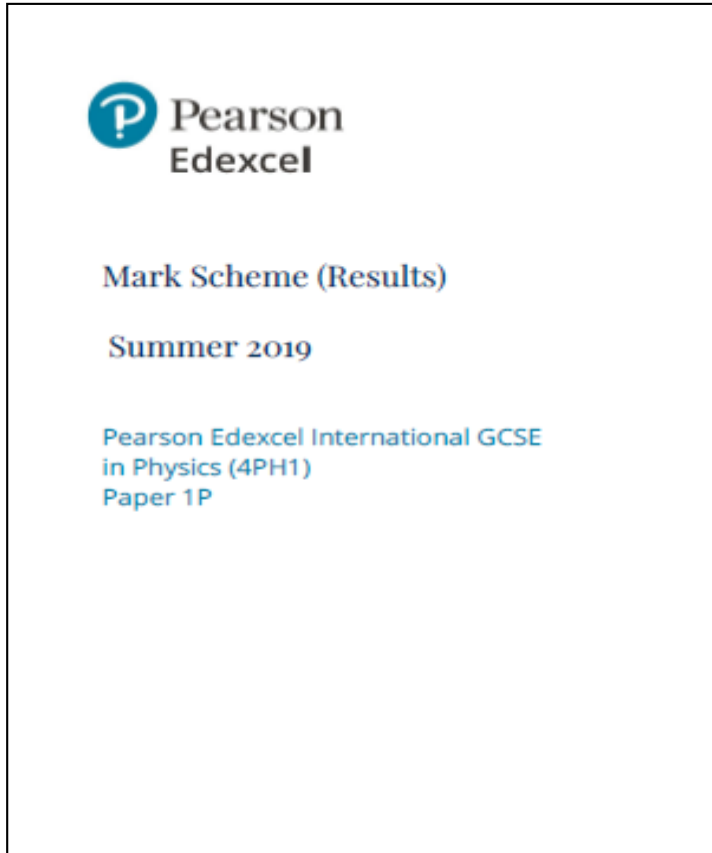 Pearson
Edexcel
Mark Scheme (Results)
Summer 2019
Pearson Edexcel International GCSE
in Physics (4PH1)
Paper 1P